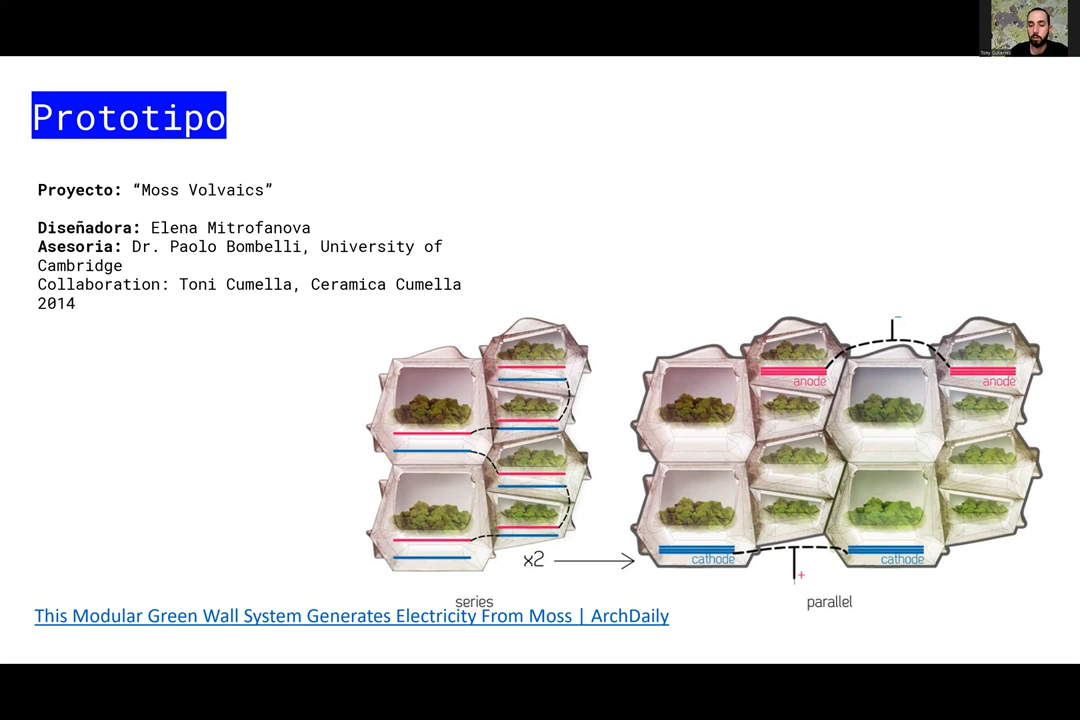 Prototipo
Proyecto: “Moss Volvaics”
Diseñadora: Elena Mitrofanova
Asesoria: Dr. Paolo Bombelli, University of
Cambridge
Collaboration: Toni Cumella, Ceramica Cumella
2014
-
anode
anode
cathode
cathode
+
x2
series
parallel
This Modular Green Wall System Generates Electricity From Moss | ArchDaily